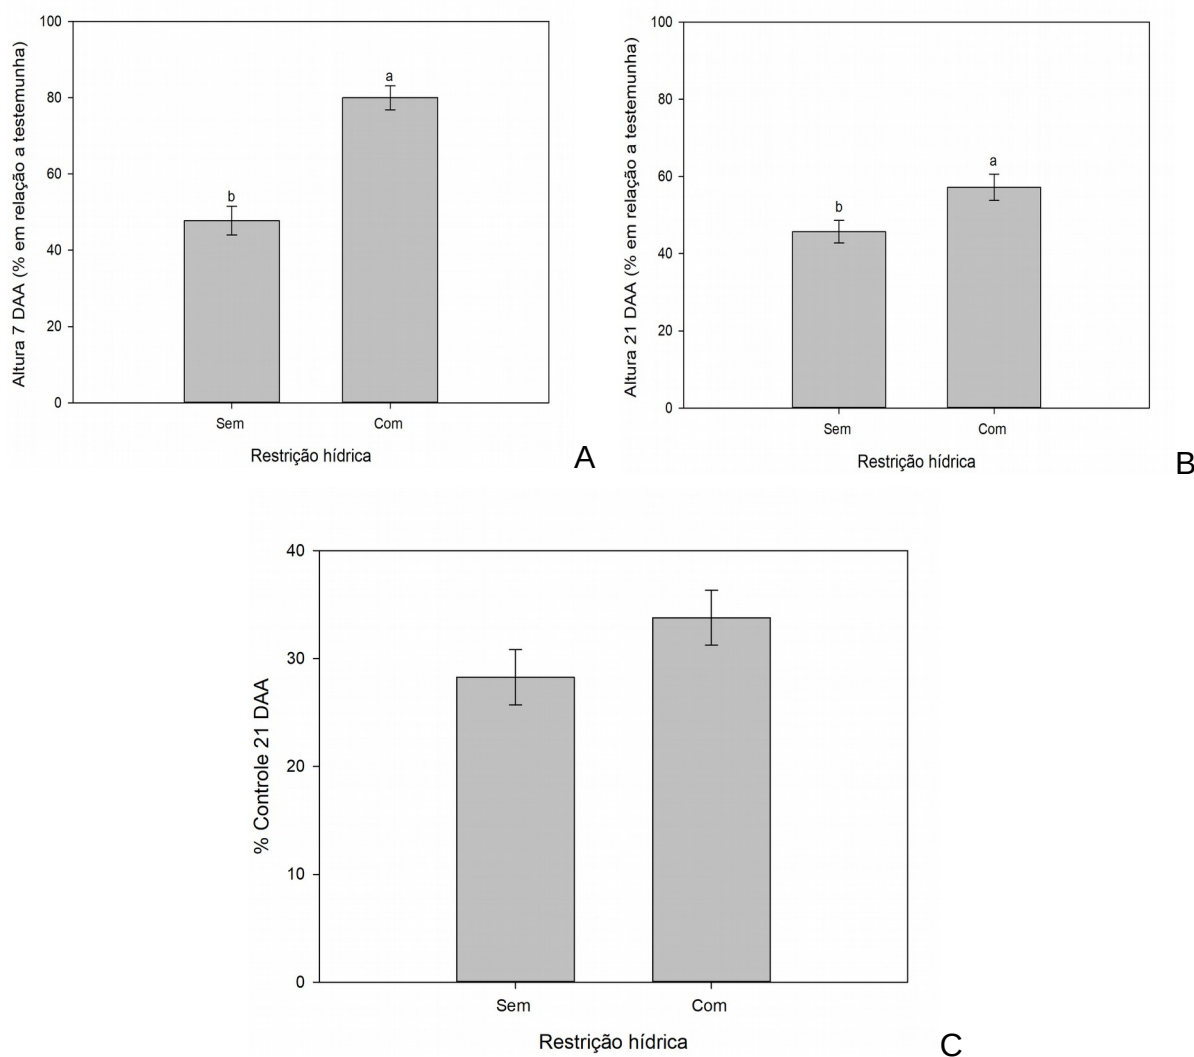 Altura 7 DAA (% em relação a testemunha)
100
80
60
40
20
0
b
a
Sem
Com
Restrição hídrica
A
Altura 21 DAA (% em relação a testemunha)
100
80
60
40
20
0
b
a
Sem
Com
Restrição hídrica
B
% Controle 21 DAA
40
30
20
10
0
Sem
Com
Restrição hídrica
C